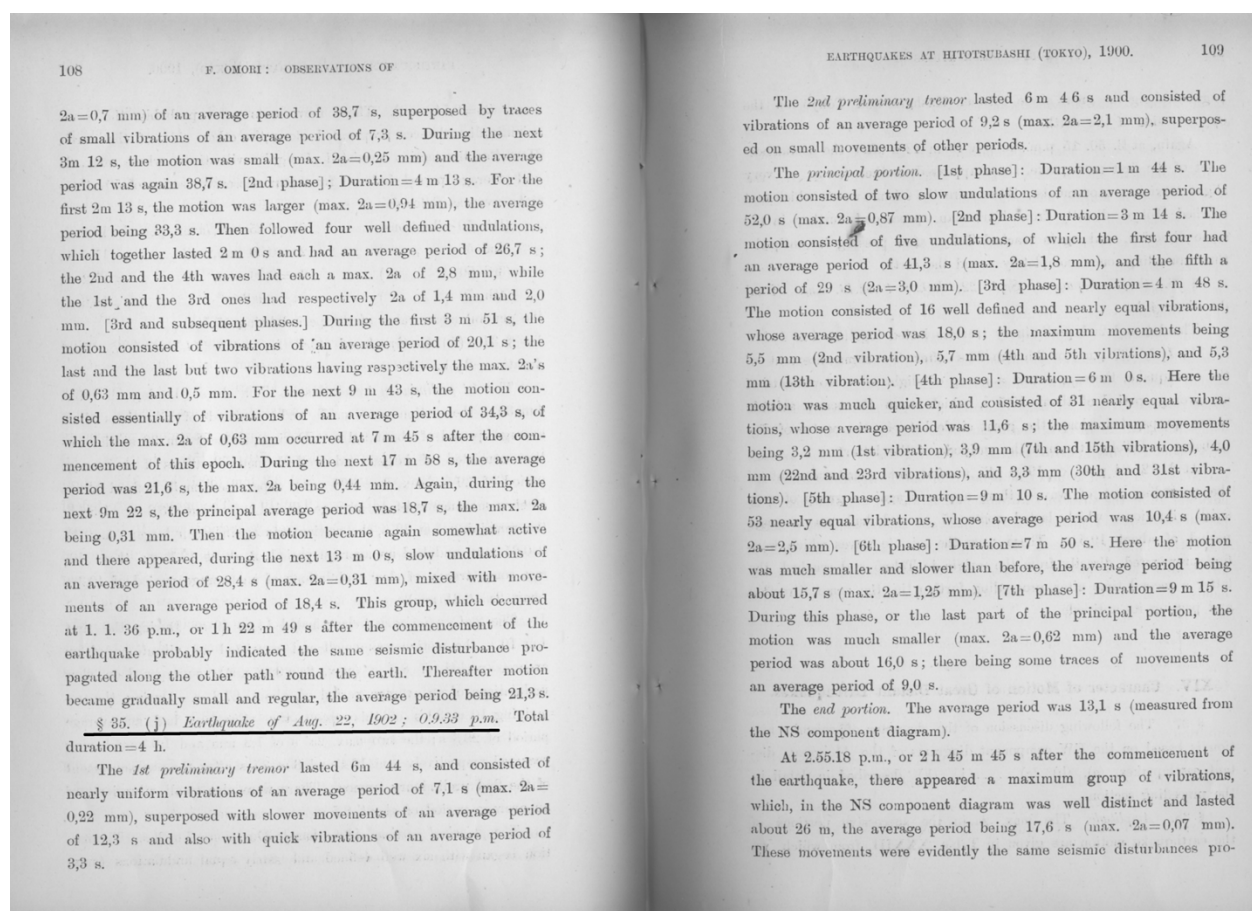 108
F. OMORI : OBSERVATIONS OF
2a=0,7 mm) of an average period of 38,7 s, superposed by traces
of small vibrations of an average period of 7,3 s. During the next
3m 12 s, the motion was small (max. 2a=0,25 mm) and the average
period was again 38,7 s. [2nd phase]; Duration=4 m 13 s. For the
first 2m 13 s, the motion was larger (max. 2a=0,94 mm), the average
period being 33,3 s. Then followed four well defined undulations,
which together lasted 2 m 0 s and had an average period of 26,7 s ;
the 2nd and the 4th waves had each a max. 2a of 2,8 mm, while
the 1st and the 3rd ones had respectively 2a of 1,4 mm and 2,0
mm. [3rd and subsequent phases.] During the first 3 m 51 s, the
motion consisted of vibrations of an average period of 20,1 s ; the
last and the last but two vibrations having respectively the max. 2a's
of 0,63 mm and 0,5 mm. For the next 9 m 43 s, the motion con-
sisted essentially of vibrations of an average period of 34,3 s, of
which the max. 2a of 0,63 mm occurred at 7 m 45 s after the com-
mencement of this epoch. During the next 17 m 58 s, the average
period was 21,6 s, the max. 2a being 0,44 mm. Again, during the
next 9m 22 s, the principal average period was 18,7 s, the max. 2a
being 0,31 mm. Then the motion became again somewhat active
and there appeared, during the next 13 m 0 s, slow undulations of
an average period of 28,4 s (max. 2a=0,31 mm), mixed with move-
ments of an average period of 18,4 s. This group, which occurred
at 1. 1. 36 p.m., or 1 h 22 m 49 s after the commencement of the
earthquake probably indicated the same seismic disturbance pro-
pagated along the other path round the earth. Thereafter motion
became gradually small and regular, the average period being 21,3 s.
§ 35. (j) Earthquake of Aug. 22, 1902 ; 0.9.33 p.m. Total
duration=4 h.
The 1st preliminary tremor lasted 6m 44 s, and consisted of
nearly uniform vibrations of an average period of 7,1 s (max. 2a=
0,22 mm), superposed with slower movements of an average period
of 12,3 s and also with quick vibrations of an average period of
3,3 s.
EARTHQUAKES AT HITOTSUBASHI (TOKYO), 1900.
109
The 2nd preliminary tremor lasted 6 m 4 6 s and consisted of
vibrations of an average period of 9,2 s (max. 2a=2,1 mm), superpos-
ed on small movements of other periods.
The principal portion. [1st phase] : Duration=1 m 44 s. The
motion consisted of two slow undulations of an average period of
52,0 s (max. 2a=0,87 mm). [2nd phase] : Duration=3 m 14 s. The
motion consisted of five undulations, of which the first four had
an average period of 41,3 s (max. 2a=1,8 mm), and the fifth a
period of 29 s (2a=3,0 mm). [3rd phase] : Duration=4 m 48 s.
The motion consisted of 16 well defined and nearly equal vibrations,
whose average period was 18,0 s ; the maximum movements being
5,5 mm (2nd vibration), 5,7 mm (4th and 5th vibrations), and 5,3
mm (13th vibration). [4th phase] : Duration=6 m 0 s. Here the
motion was much quicker, and consisted of 31 nearly equal vibra-
tions, whose average period was 11,6 s ; the maximum movements
being 3,2 mm (1st vibration), 3,9 mm (7th and 15th vibrations), 4,0
mm (22nd and 23rd vibrations), and 3,3 mm (30th and 31st vibra-
tions). [5th phase] : Duration=9 m 10 s. The motion consisted of
53 nearly equal vibrations, whose average period was 10,4 s (max.
2a=2,5 mm). [6th phase] : Duration=7 m 50 s. Here the motion
was much smaller and slower than before, the average period being
about 15,7 s (max. 2a=1,25 mm). [7th phase] : Duration=9 m 15 s.
During this phase, or the last part of the principal portion, the
motion was much smaller (max. 2a=0,62 mm) and the average
period was about 16,0 s ; there being some traces of movements of
an average period of 9,0 s.
The end portion. The average period was 13,1 s (measured from
the NS component diagram).
At 2.55.18 p.m., or 2 h 45 m 45 s after the commencement of
the earthquake, there appeared a maximum group of vibrations,
which, in the NS component diagram was well distinct and lasted
about 26 m, the average period being 17,6 s (max. 2a=0,07 mm).
These movements were evidently the same seismic disturbances pro-